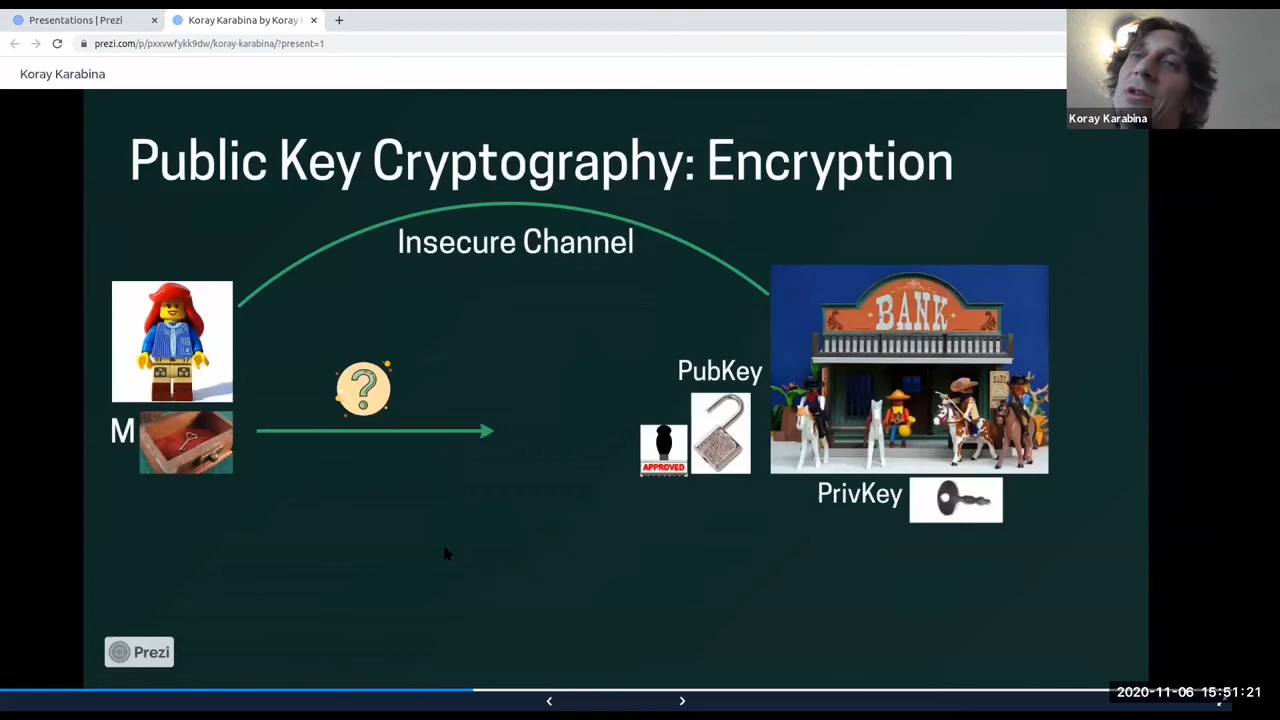 Presentations | Prezi
Koray Karabina by Koray
prezi.com/p/pxxvwfykk9dw/koray-karabina/?present=1
Koray Karabina
Koray Karabina
Public Key Cryptography: Encryption
Insecure Channel
BANK
PubKey
?
M
APPROVED
PrivKey
Prezi
2020-11-06 15:51:21